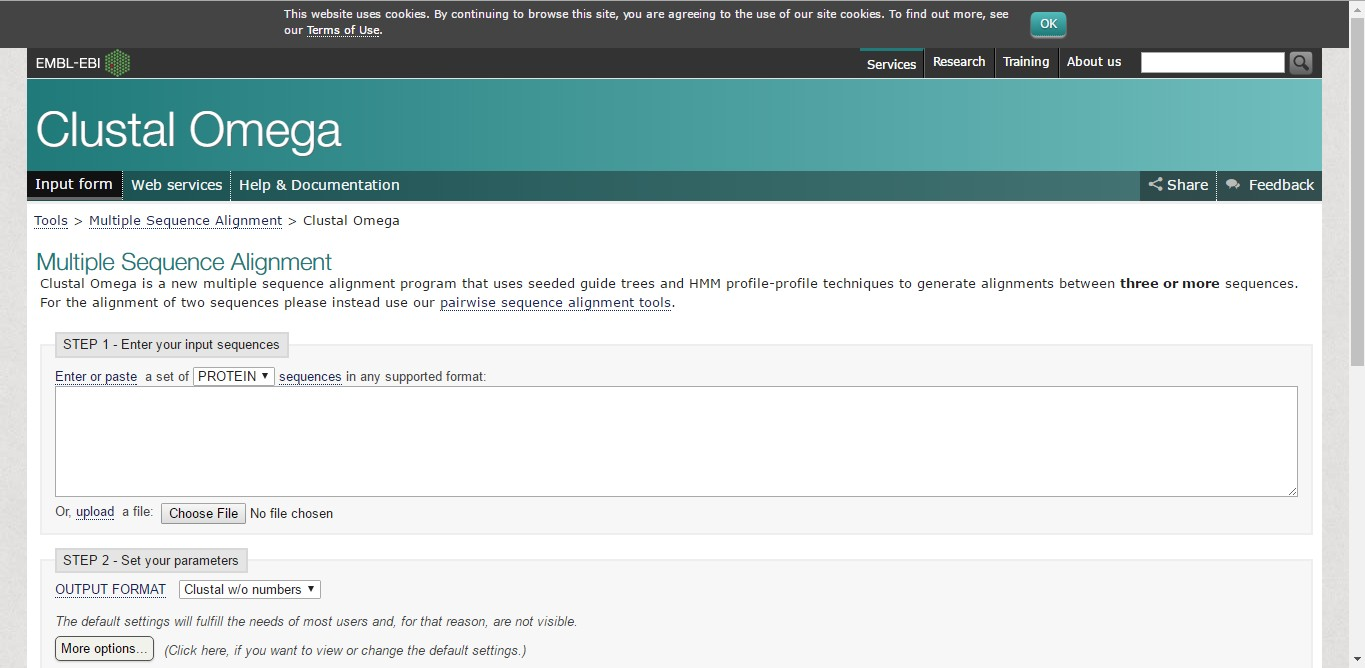 This website uses cookies. By continuing to browse this site, you are agreeing to the use of our site cookies. To find out more, see
our Terms of Use.
OK
EMBL-EBI
Services Research Training About us
Clustal Omega
Input form Web services Help & Documentation Share Feedback
Tools > Multiple Sequence Alignment > Clustal Omega
Multiple Sequence Alignment
Clustal Omega is a new multiple sequence alignment program that uses seeded guide trees and HMM profile-profile techniques to generate alignments between three or more sequences.
For the alignment of two sequences please instead use our pairwise sequence alignment tools.
STEP 1 - Enter your input sequences
Enter or paste a set of PROTEIN sequences in any supported format:
Or, upload a file: Choose File No file chosen
STEP 2 - Set your parameters
OUTPUT FORMAT Clustal w/o numbers
The default settings will fulfill the needs of most users and, for that reason, are not visible.
More options... (Click here, if you want to view or change the default settings.)